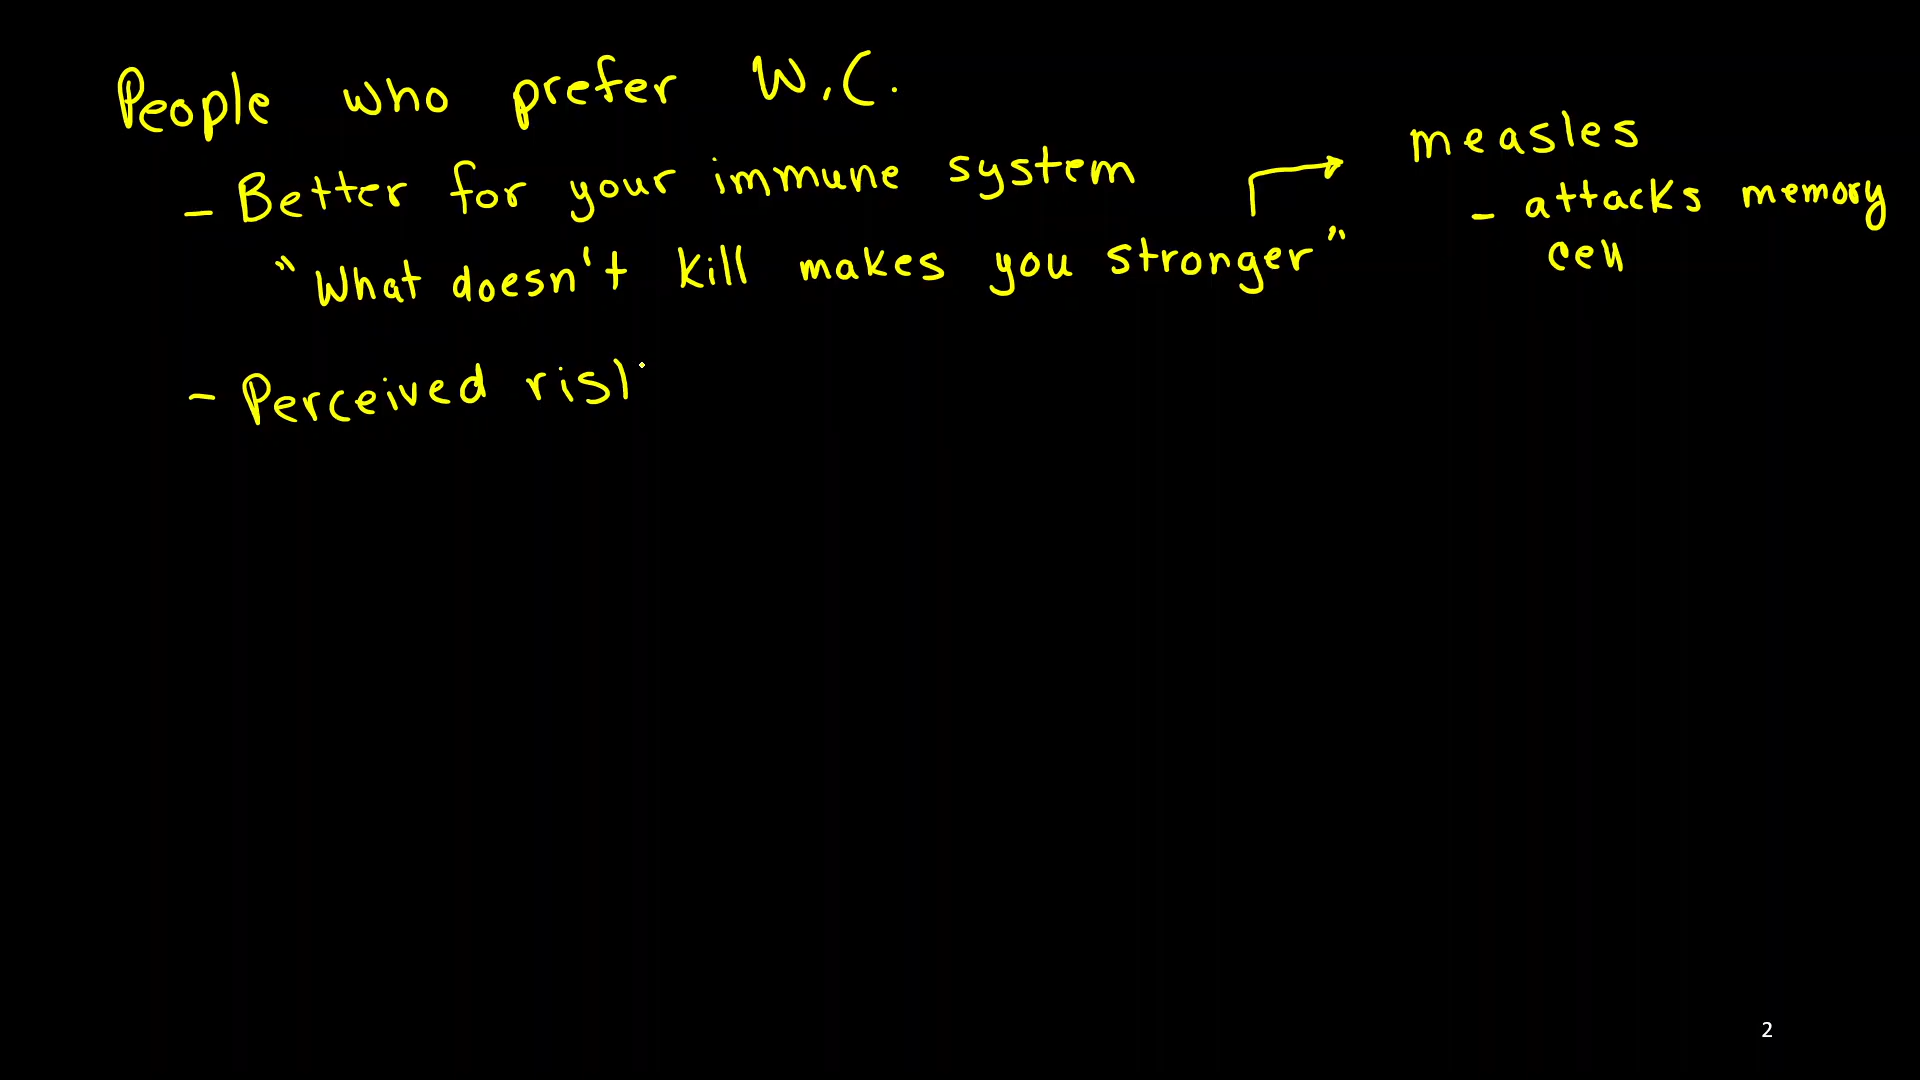 People who prefer W.C.
- Better for your immune system
"What doesn't kill makes you stronger"
measles
- attacks memory
cell
- Perceived
2